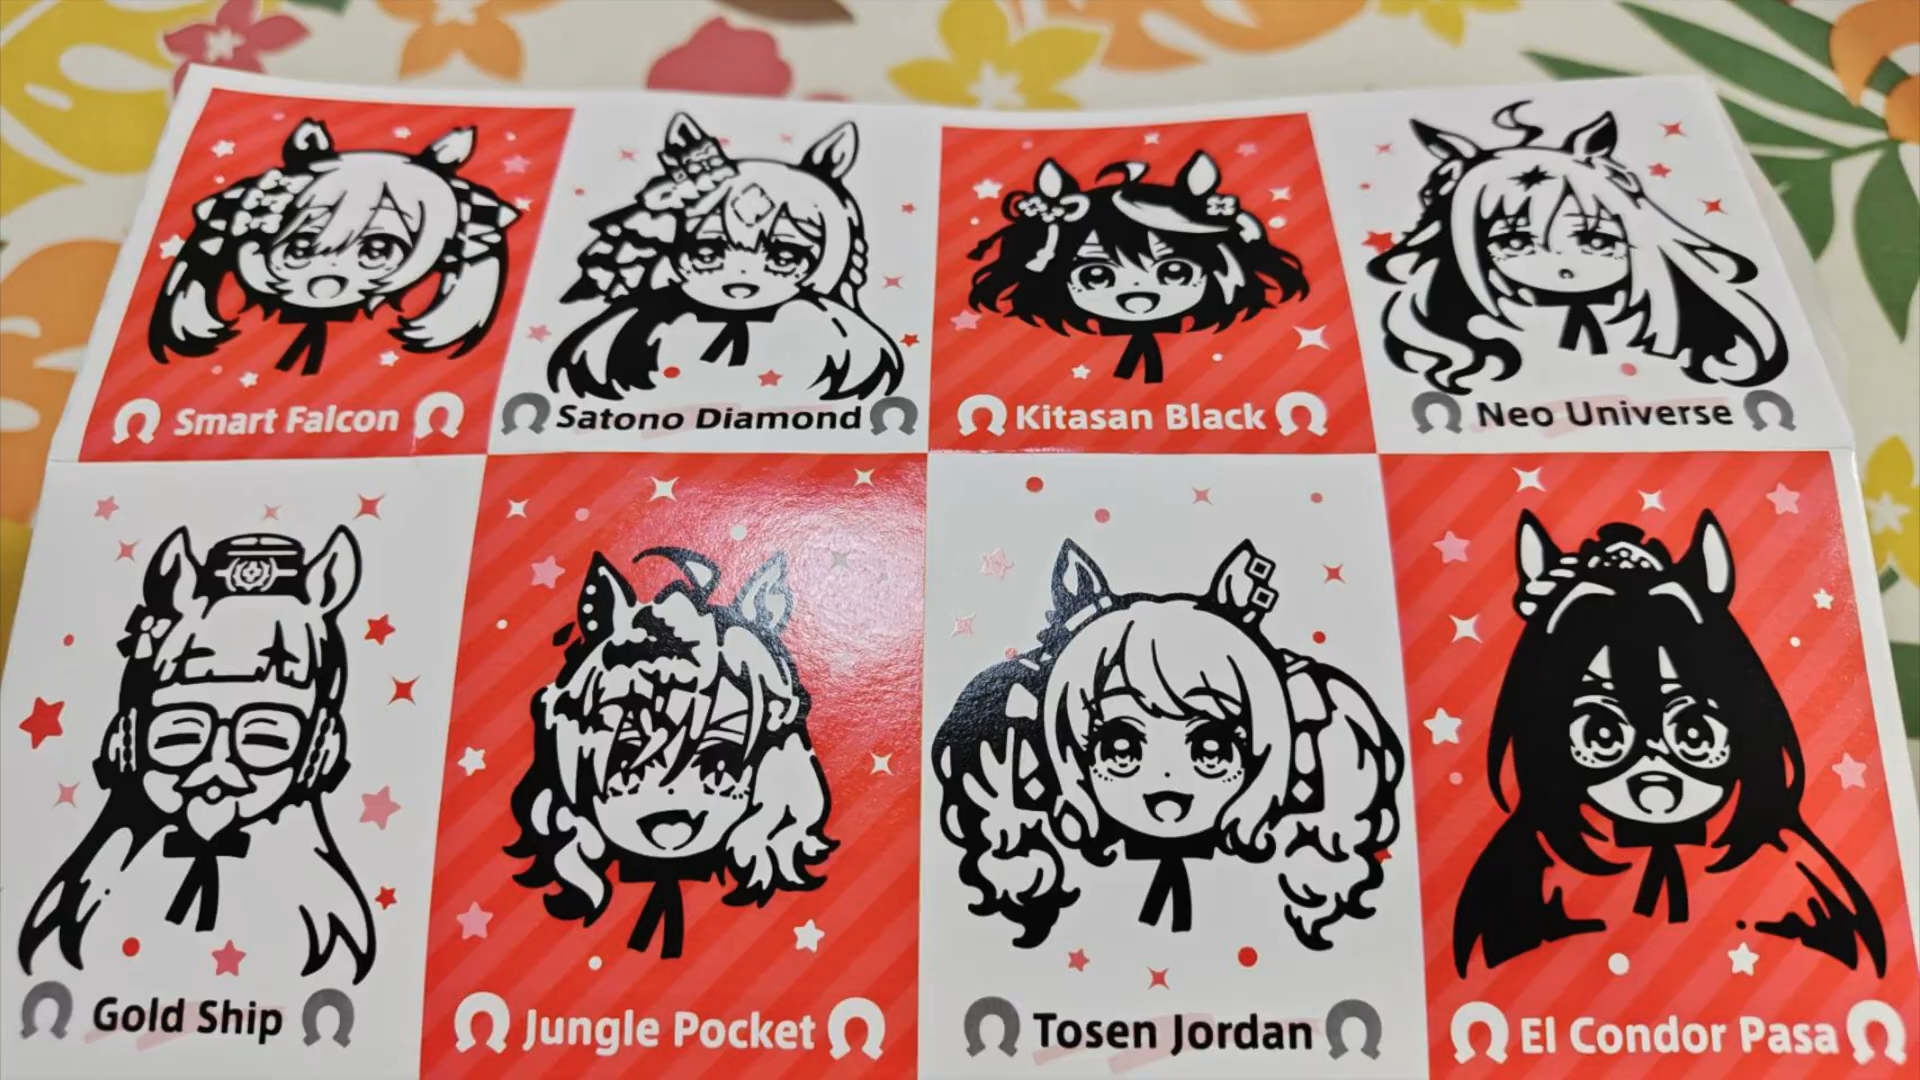 Smart Falcon
Satono Diamond
Kitasan Black
Neo Universe
Gold Ship
Jungle Pocket
Tosen Jordan
El Condor Pasa